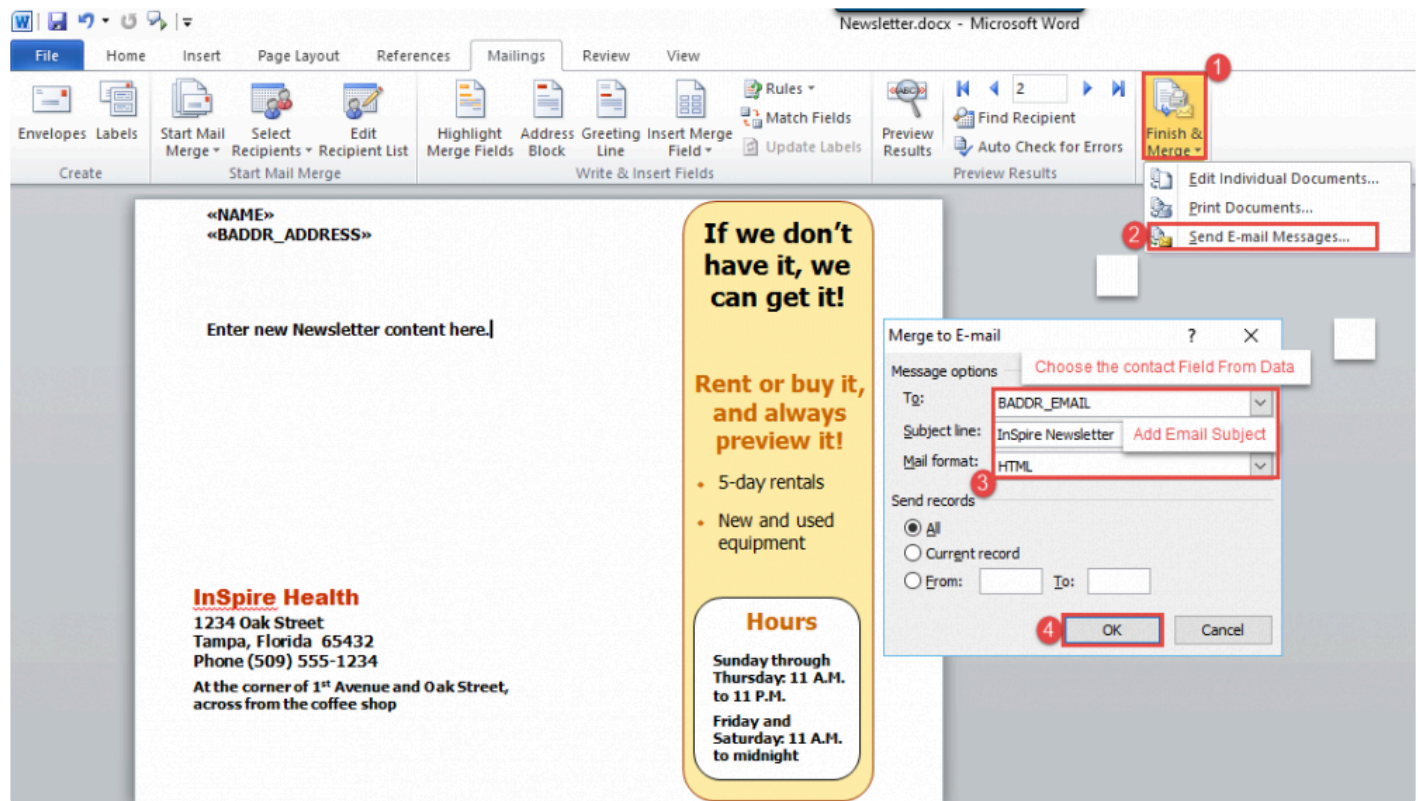 Newsletter.docx - Microsoft Word
File Home Insert Page Layout References Mailings Review View
1
Envelopes Labels
Start Mail Merge
Select Recipients
Edit Recipient List
Highlight Merge Fields
Address Block
Greeting Line
Insert Merge Field
Rules
Match Fields
Update Labels
Preview Results
2
Find Recipient
Auto Check for Errors
Finish & Merge
Create
Start Mail Merge
Write & Insert Fields
Preview Results
Edit Individual Documents...
Print Documents...
2
Send E-mail Messages...
«NAME»
«BADDR_ADDRESS»
Enter new Newsletter content here.
InSpire Health
1234 Oak Street
Tampa, Florida 65432
Phone (509) 555-1234
At the corner of 1st Avenue and Oak Street,
across from the coffee shop
If we don't
have it, we
can get it!
Rent or buy it,
and always
preview it!
• 5-day rentals
• New and used
equipment
Hours
Sunday through
Thursday: 11 A.M.
to 11 P.M.
Friday and
Saturday: 11 A.M.
to midnight
Merge to E-mail ? X
Message options
Choose the contact Field From Data
To: BADDR_EMAIL
Subject line: InSpire Newsletter
Add Email Subject
Mail format: HTML
3
Send records
All
Current record
From: To:
4
OK Cancel